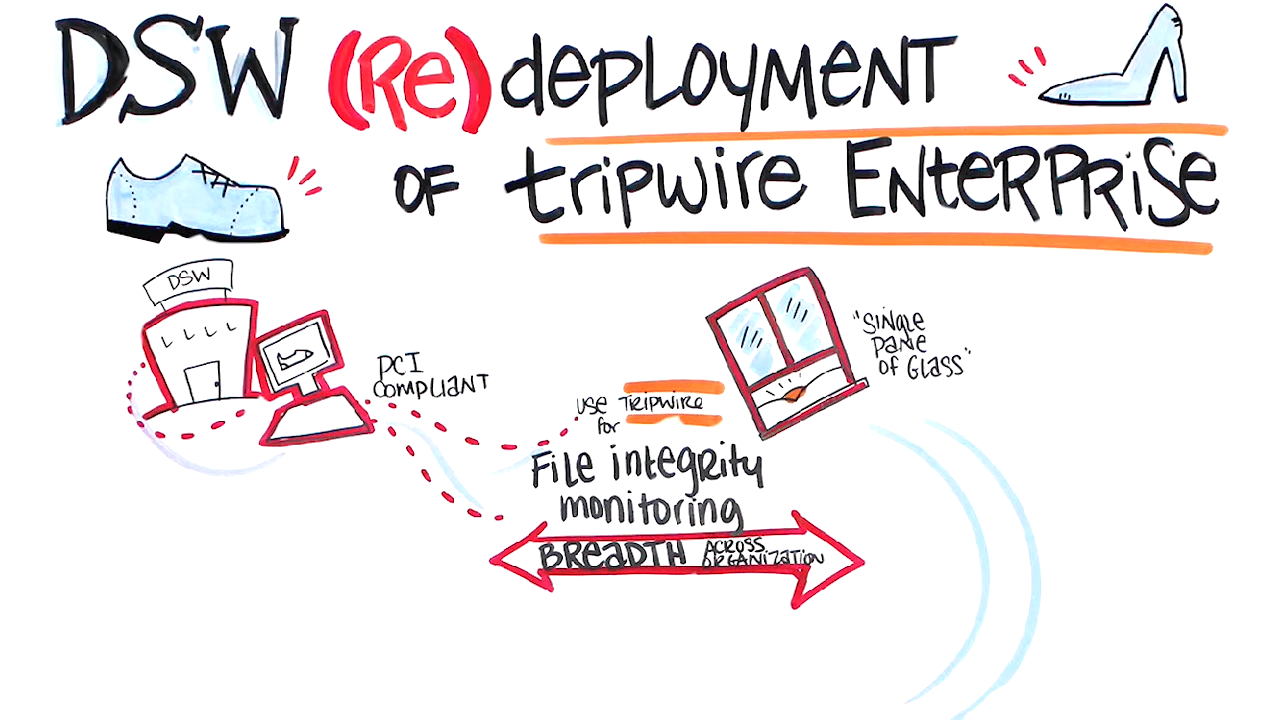 DSW (Re)deployment
of tripwire Enterprise
DSW
PCI
compliant
"Single
pane
of Glass"
use Tripwire
for
File integrity
monitoring
Breadth across
organization